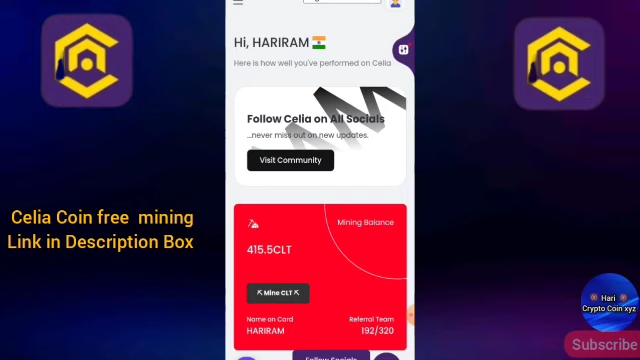 Hi, HARIRAM
Here is how well you've performed on Celia
Follow Celia on All Socials
...never miss out on new updates.
Visit Community
Celia Coin free mining
Link in Description Box
Mining Balance
415.5CLT
⇱ Mine CLT ⇱
Name on Card
Referral Team
HARIRAM
192/320
Follow Socials
Hari
Crypto Coin xyz
Subscribe